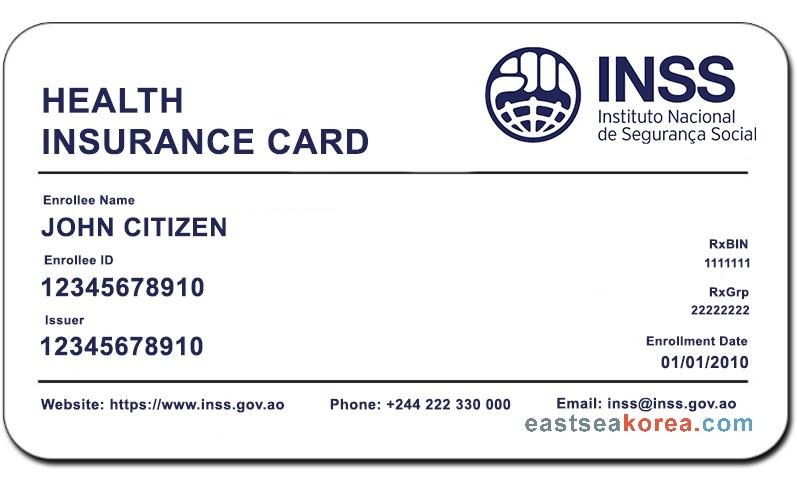 HEALTH
INSURANCE CARD
INSS
Instituto Nacional
de Segurança Social
Enrollee Name
JOHN CITIZEN
Enrollee ID
12345678910
Issuer
12345678910
RxBIN
1111111
RxGrp
22222222
Enrollment Date
01/01/2010
Website: https://www.inss.gov.ao Phone: +244 222 330 000 Email: inss@inss.gov.ao
eastseakorea.com